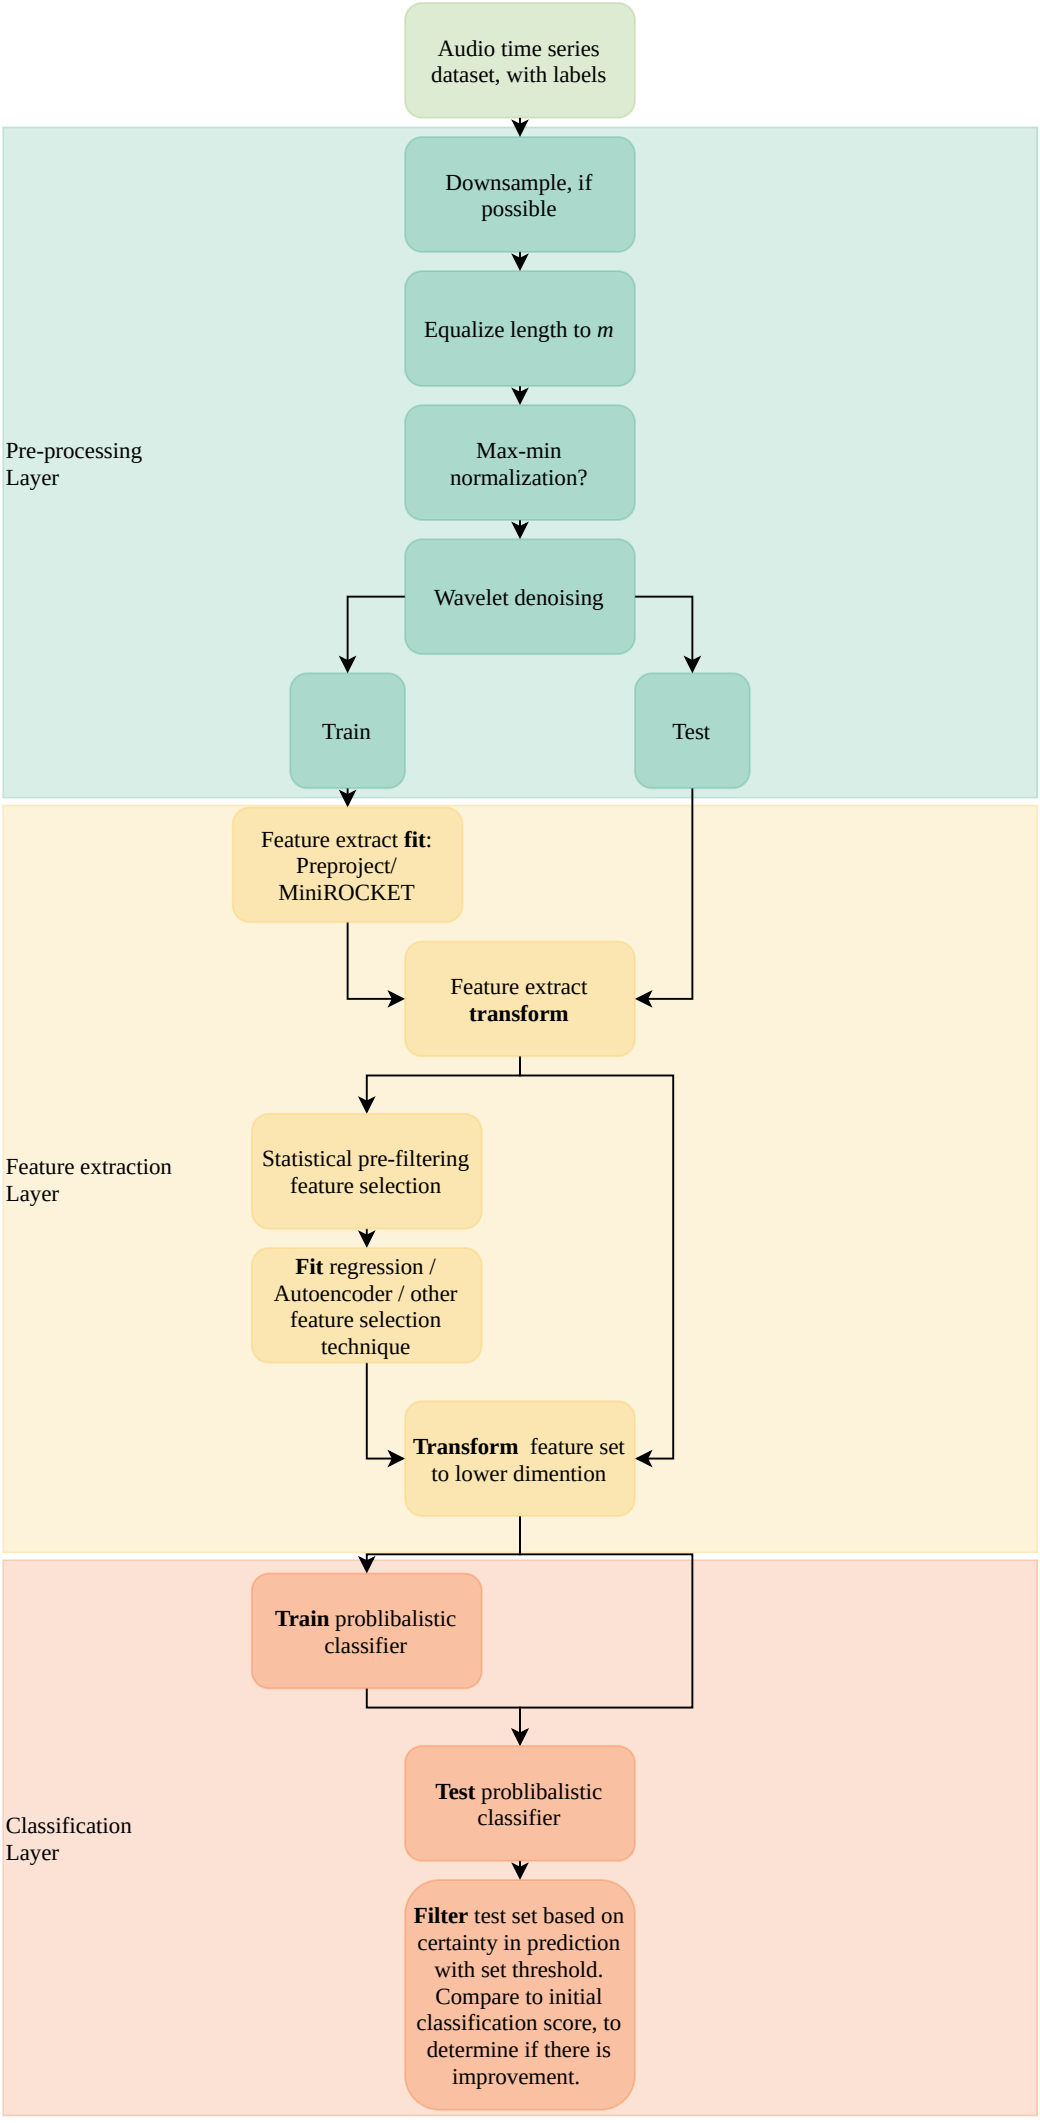 Audio time series
dataset, with labels
Downsample, if
possible
Equalize length to m
Pre-processing
Layer
Max-min
normalization?
Wavelet denoising
Train
Test
Feature extract fit:
Preproject/
MiniROCKET
Feature extract
transform
Feature extraction
Layer
Statistical pre-filtering
feature selection
Fit regression /
Autoencoder / other
feature selection
technique
Transform  feature set
to lower dimention
Train problibalistic
classifier
Test problibalistic
classifier
Classification
Layer
Filter test set based on
certainty in prediction
with set threshold.
Compare to initial
classification score, to
determine if there is
improvement.